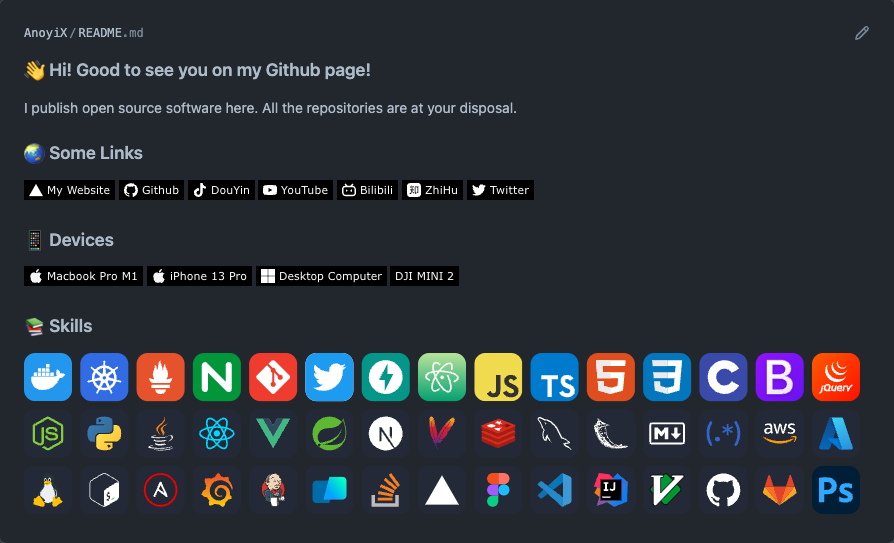 AnoyiX/README.md
👋 Hi! Good to see you on my Github page!
I publish open source software here. All the repositories are at your disposal.
🌏 Some Links
My Website Github DouYin YouTube Bilibili 知 ZhiHu Twitter
📱 Devices
Macbook Pro M1 iPhone 13 Pro Desktop Computer DJI MINI 2
📚 Skills
N JS TS 5 3 C B jQuery
JS N M (.*) aws
$_ A IJ V Ps